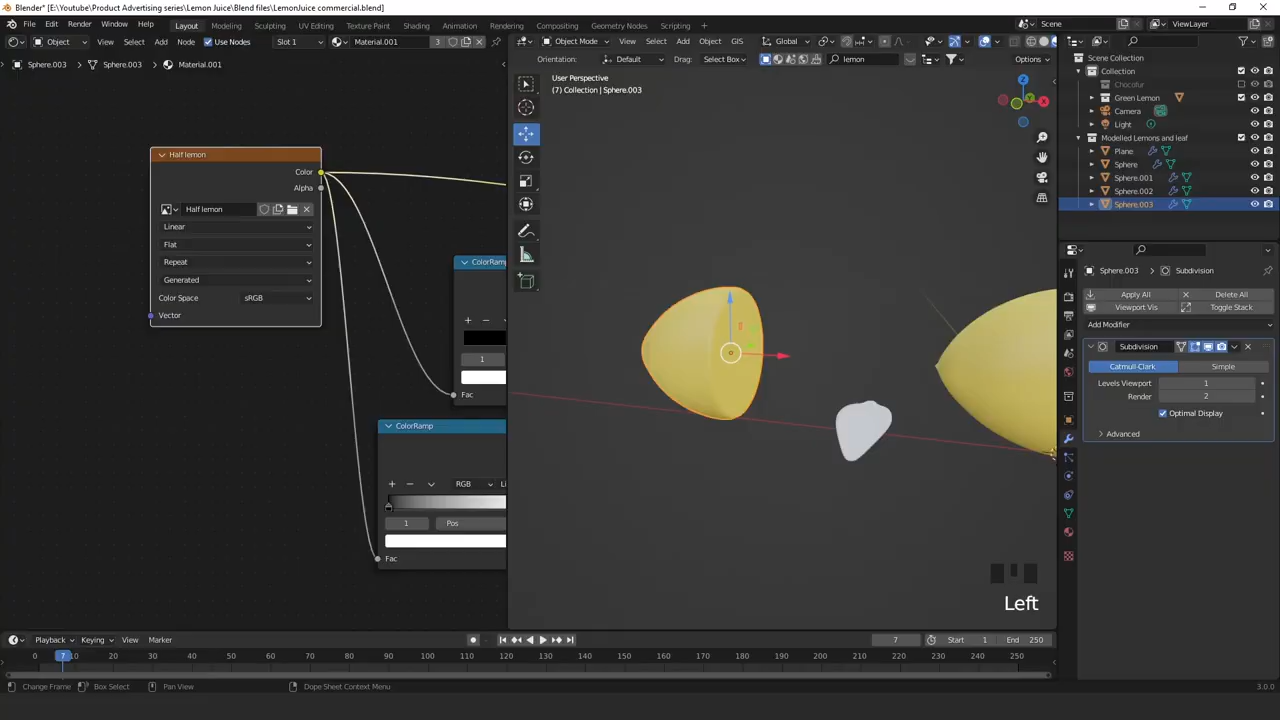 Blender* [E:\Youtube\Product Advertising series\Lemon Juice\Blend files\LemonJuice commercial.blend]
File Edit Render Window Help Layout Modeling Sculpting UV Editing Texture Paint Shading Animation Rendering Compositing Geometry Nodes Scripting Scene ViewLayer
Object View Select Add Node Use Nodes Slot 1 Material.001 3 Object Mode View Select Add Object GIS Global
Sphere.003 Sphere.003 Material.001 Orientation: Default Drag: Select Box lemon Options
Scene Collection
Collection
Chocofur
Green Lemon
Camera
Light
Modelled Lemons and leaf
Plane
Sphere
Sphere.001
Sphere.002
Sphere.003
User Perspective
(7) Collection | Sphere.003
Z
X
Half lemon
Color
Alpha
Half lemon
Linear
Flat
Repeat
Generated
Color Space sRGB
Vector
ColorRamp
1
Fac
ColorRamp
RGB Li
1 Pos
Fac
Sphere.003 Subdivision
Apply All Delete All
Viewport Vis Toggle Stack
Add Modifier
Subdivision
Catmull-Clark Simple
Levels Viewport 1
Render 2
Optimal Display
Advanced
Left
Playback Keying View Marker 7 Start 1 End 250
0 7 10 20 30 40 50 60 70 80 90 100 110 120 130 140 150 160 170 180 190 200 210 220 230 240 250
Change Frame Box Select Pan View Dope Sheet Context Menu 3.0.0